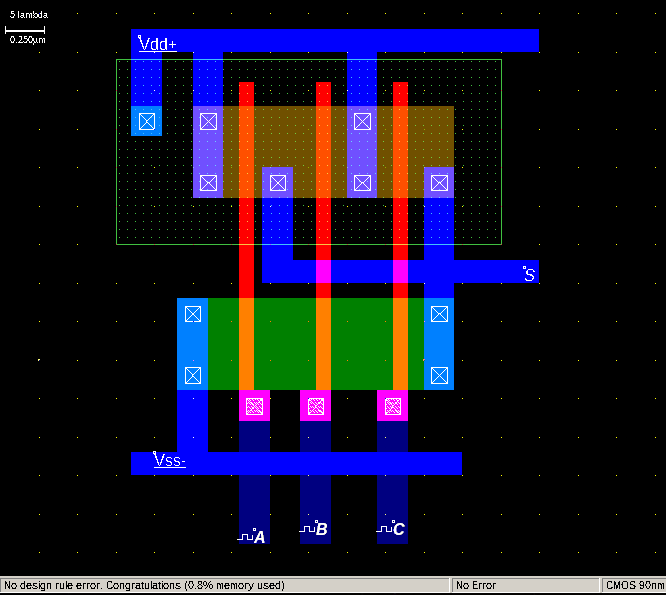 5 lambda
0.250µm
Vdd+
S
Vss-
A
B
C
No design rule error. Congratulations (0.8% memory used)
No Error
CMOS 90nm